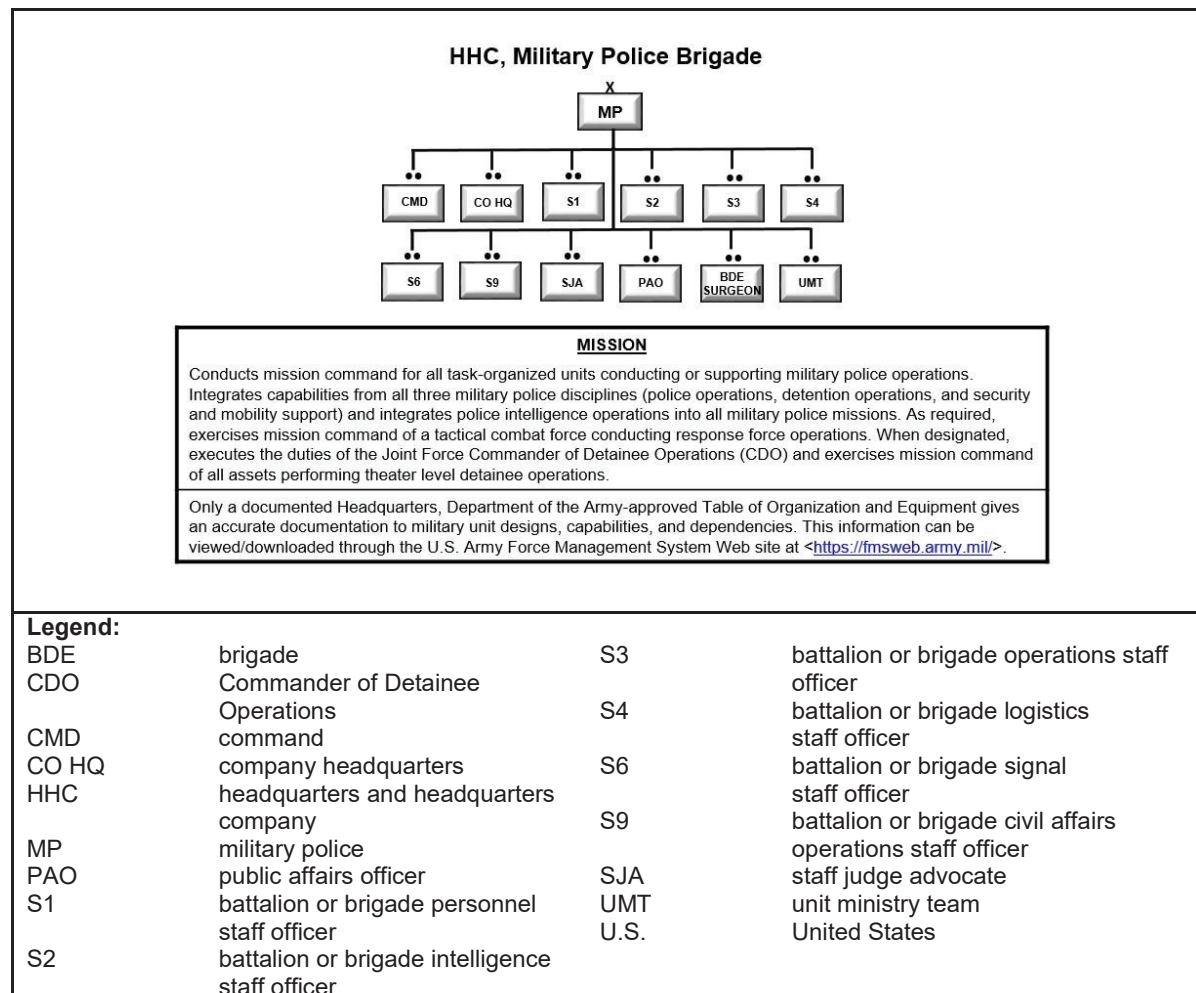 HHC, Military Police Brigade
X
MP
CMD
CO HQ
S1
S2
S3
S4
S6
S9
SJA
PAO
BDE
SURGEON
UMT
MISSION
Conducts mission command for all task-organized units conducting or supporting military police operations.
Integrates capabilities from all three military police disciplines (police operations, detention operations, and security
and mobility support) and integrates police intelligence operations into all military police missions. As required,
exercises mission command of a tactical combat force conducting response force operations. When designated,
executes the duties of the Joint Force Commander of Detainee Operations (CDO) and exercises mission command
of all assets performing theater level detainee operations.
Only a documented Headquarters, Department of the Army-approved Table of Organization and Equipment gives
an accurate documentation to military unit designs, capabilities, and dependencies. This information can be
viewed/downloaded through the U.S. Army Force Management System Web site at <https://fmsweb.army.mil/>.
Legend:
BDE brigade
CDO Commander of Detainee
Operations
CMD command
CO HQ company headquarters
HHC headquarters and headquarters
company
MP military police
PAO public affairs officer
S1 battalion or brigade personnel
staff officer
S2 battalion or brigade intelligence
staff officer
S3 battalion or brigade operations staff
officer
S4 battalion or brigade logistics
staff officer
S6 battalion or brigade signal
staff officer
S9 battalion or brigade civil affairs
operations staff officer
SJA staff judge advocate
UMT unit ministry team
U.S. United States